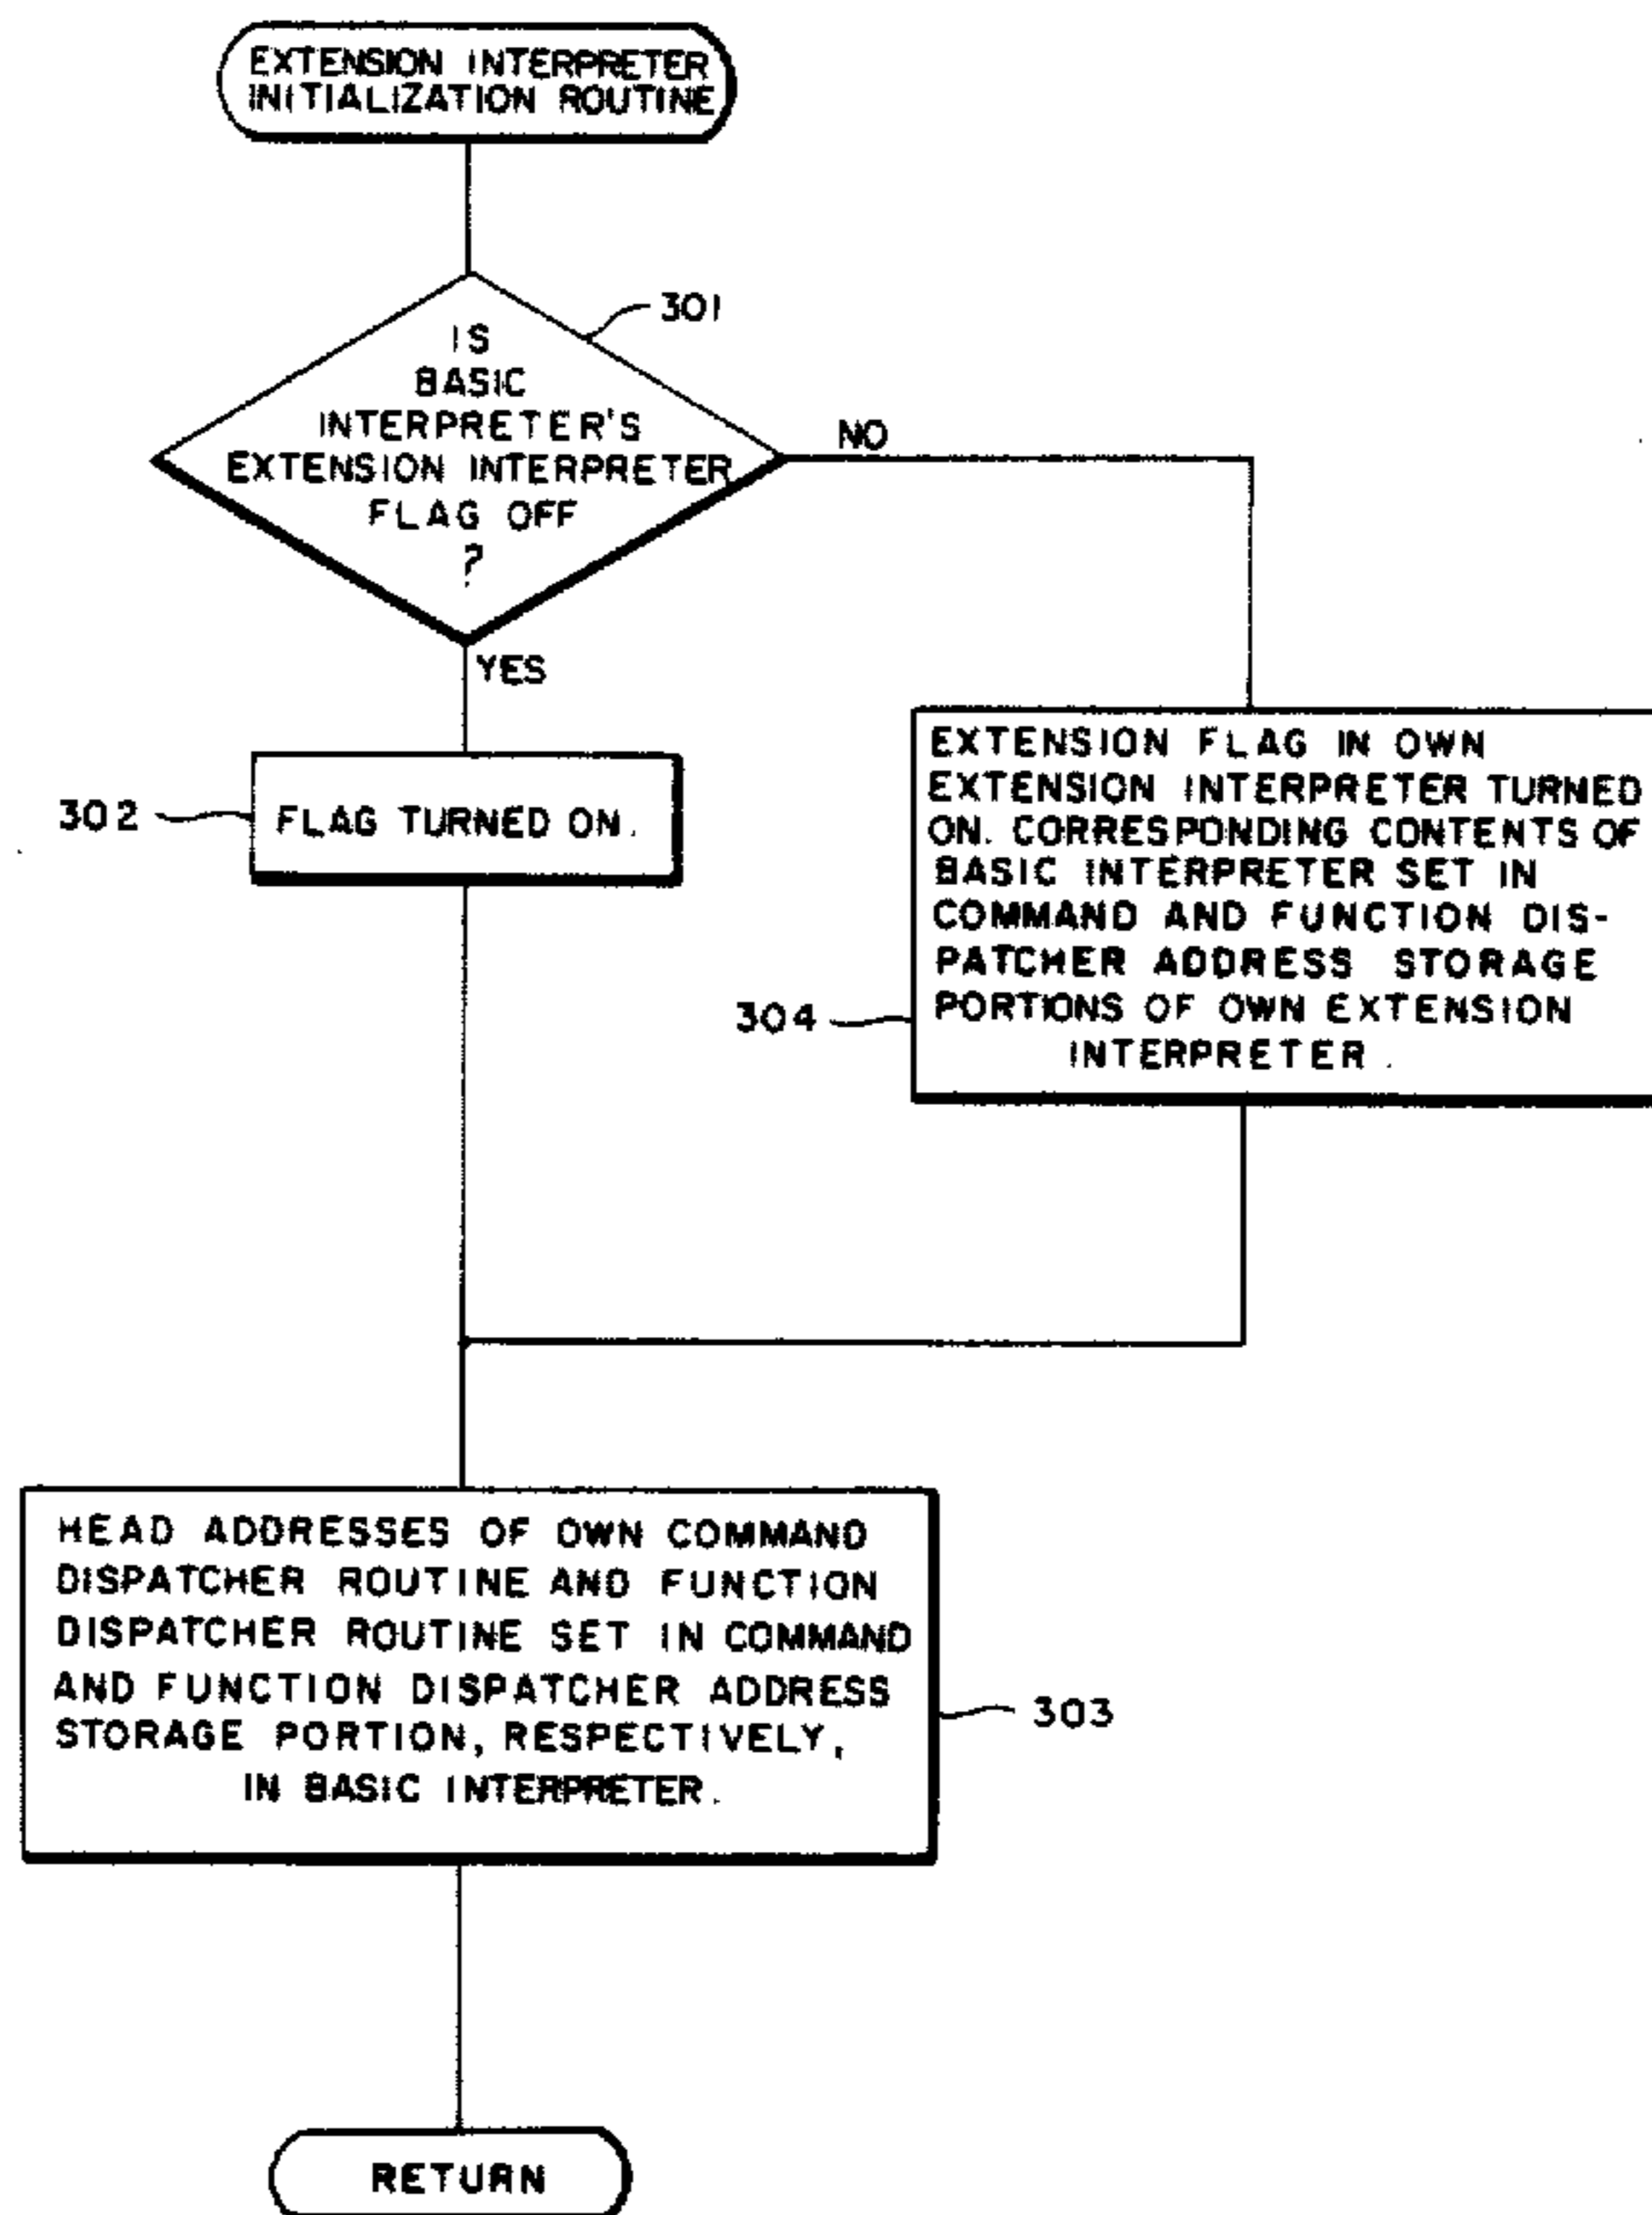 EXTENSION INTERPRETER
INITIALIZATION ROUTINE
301
IS
BASIC
INTERPRETER'S
EXTENSION INTERPRETER
FLAG OFF
?
NO
YES
302
FLAG TURNED ON.
EXTENSION FLAG IN OWN
EXTENSION INTERPRETER TURNED
ON. CORRESPONDING CONTENTS OF
BASIC INTERPRETER SET IN
COMMAND AND FUNCTION DIS-
PATCHER ADDRESS STORAGE
PORTIONS OF OWN EXTENSION
INTERPRETER.
304
HEAD ADDRESSES OF OWN COMMAND
DISPATCHER ROUTINE AND FUNCTION
DISPATCHER ROUTINE SET IN COMMAND
AND FUNCTION DISPATCHER ADDRESS
STORAGE PORTION, RESPECTIVELY,
IN BASIC INTERPRETER.
303
RETURN